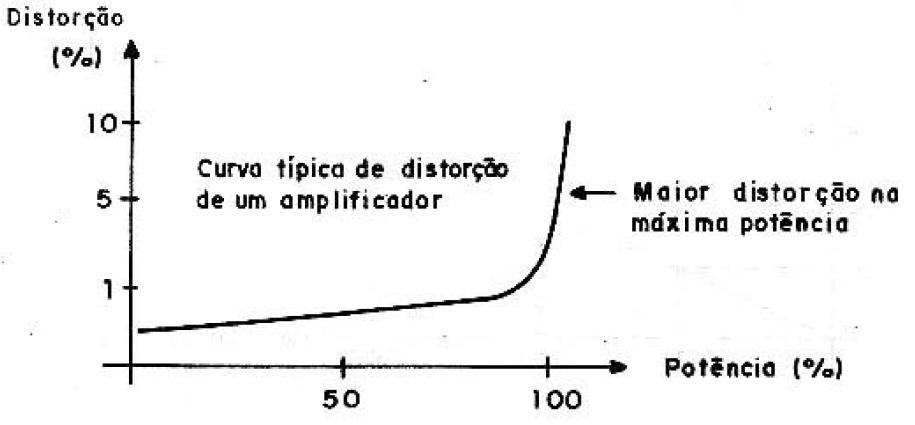 Distorção
(%)
10
Curva típica de distorção
de um amplificador
5
Maior distorção na
máxima potência
1
Potência (%)
50
100